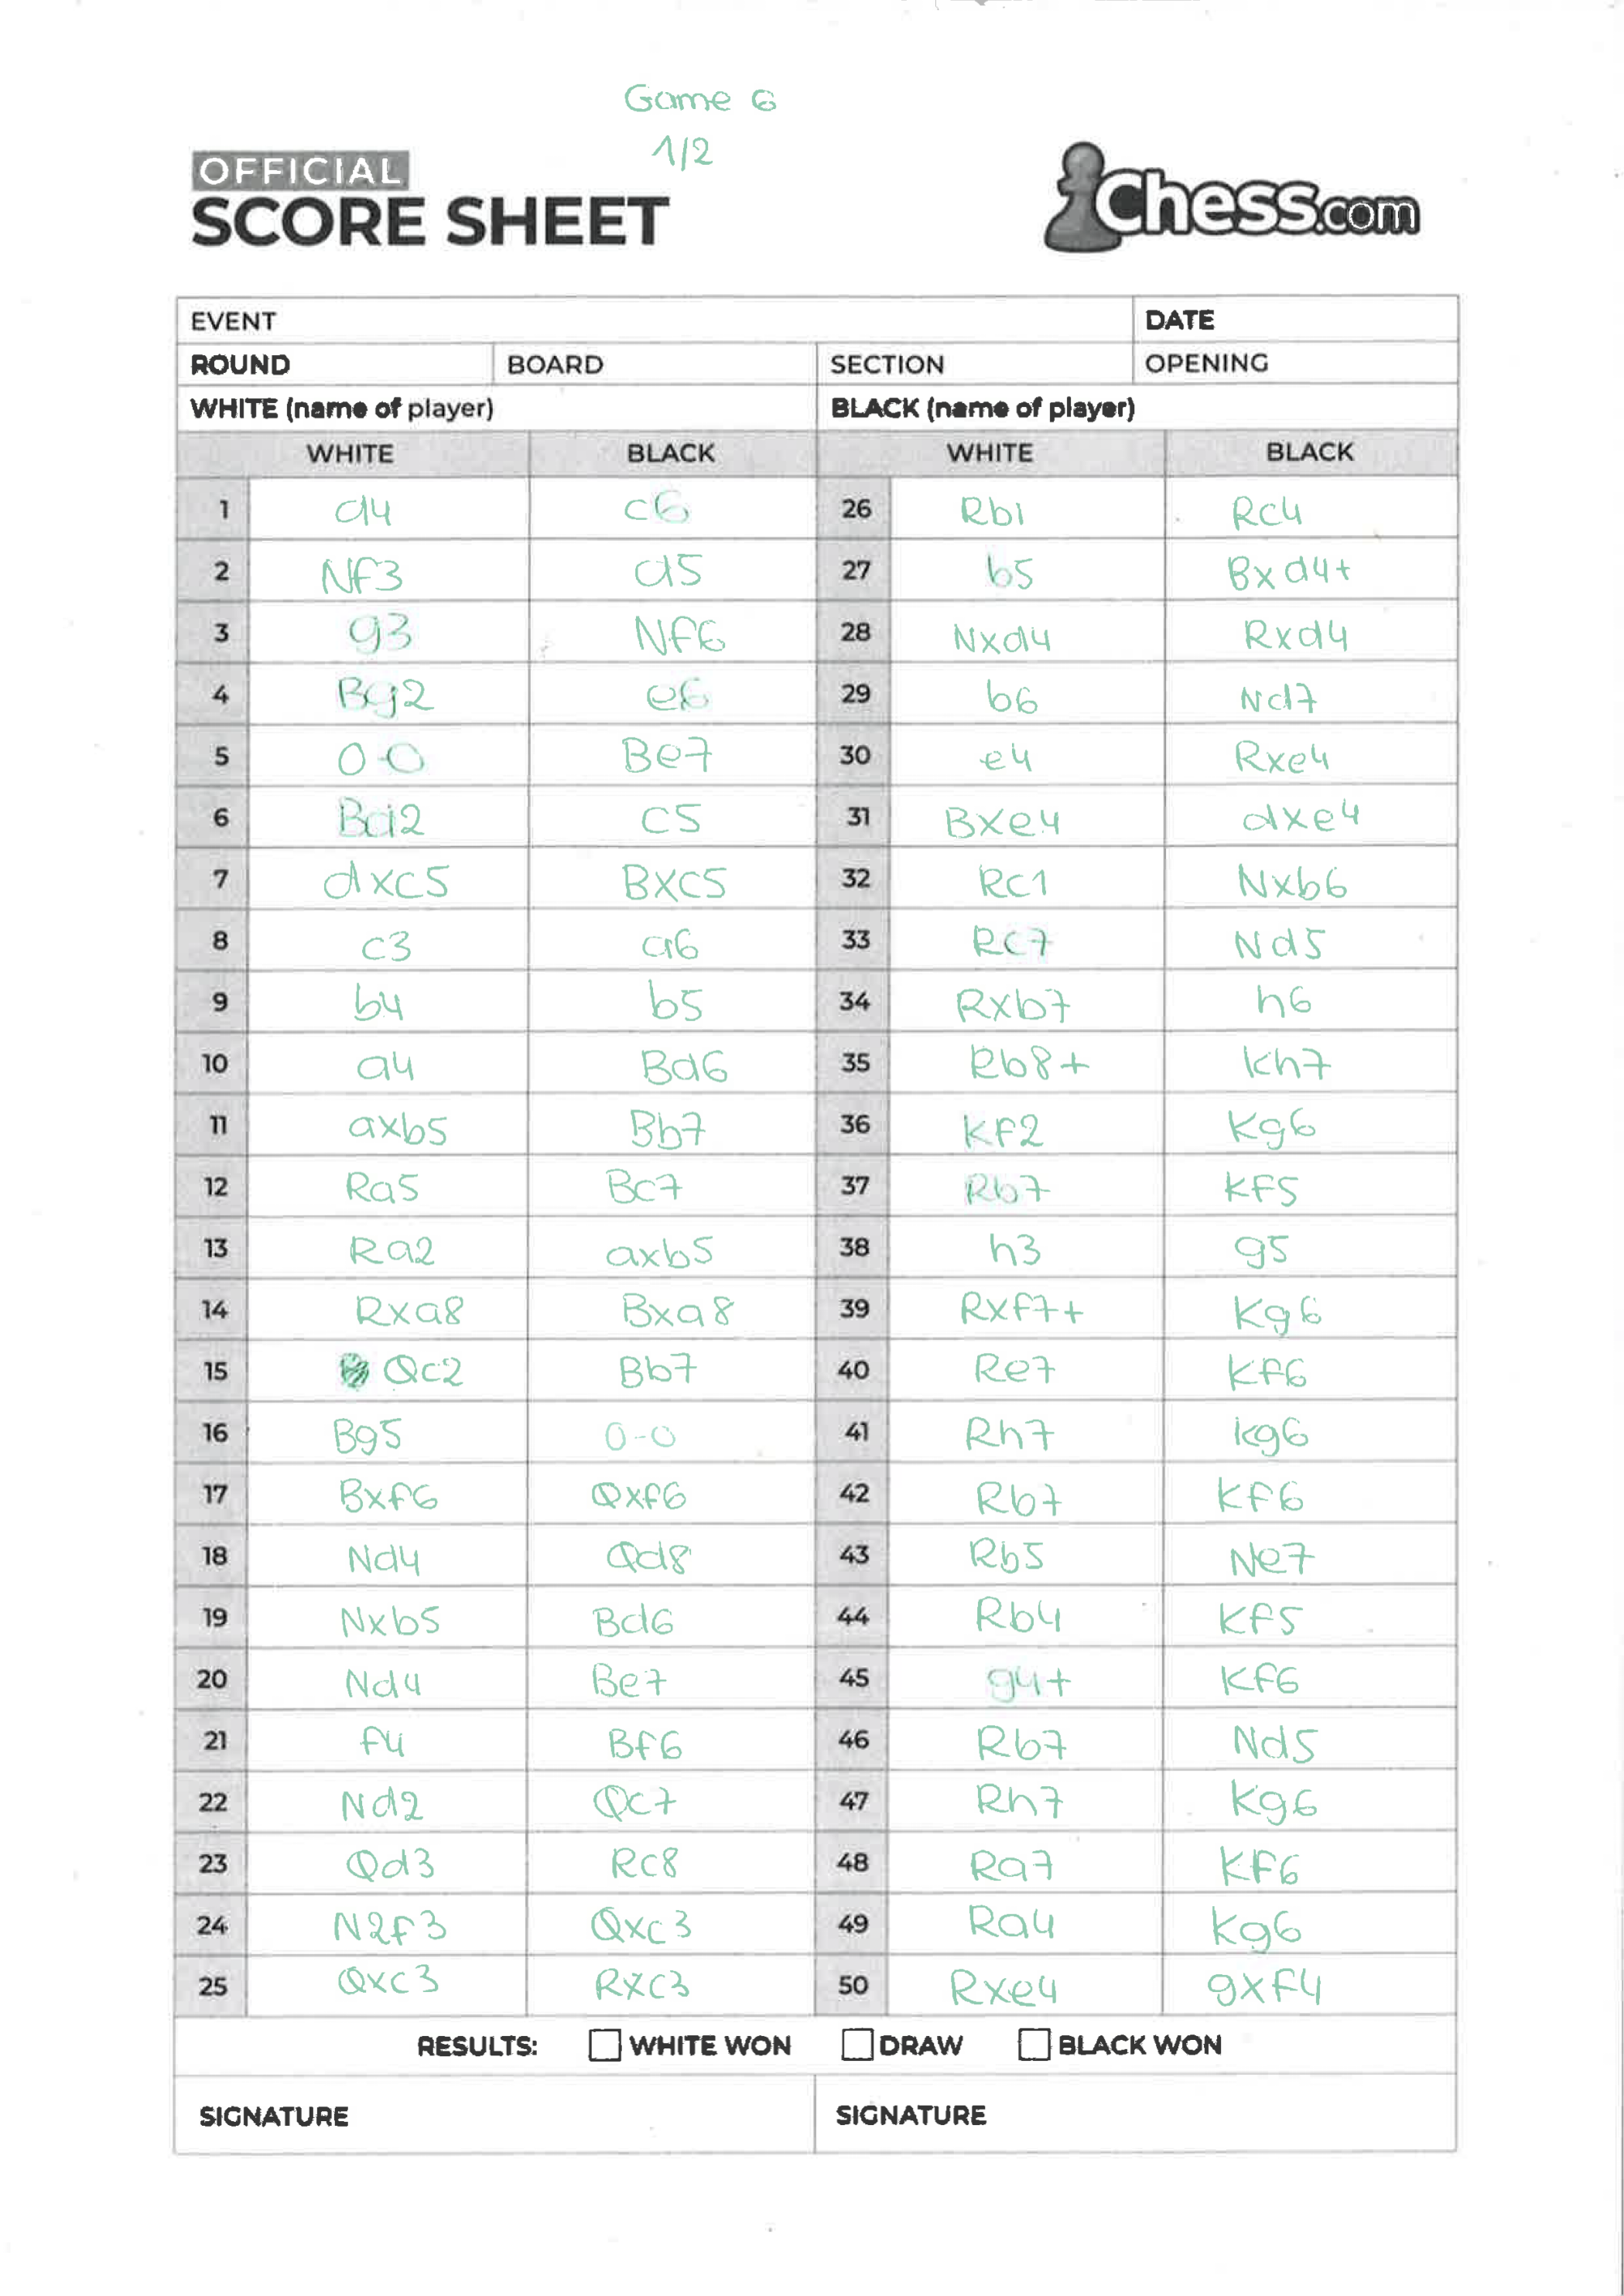 Game 6
1/2
OFFICIAL
SCORE SHEET
Chess.com
EVENT DATE
ROUND BOARD SECTION OPENING
WHITE (name of player) BLACK (name of player)
WHITE BLACK WHITE BLACK
1 d4 c6 26 Rb1 Rc4
2 Nf3 d5 27 b5 Bxd4+
3 g3 Nf6 28 Nxd4 Rxd4
4 Bg2 e6 29 b6 Nd7
5 0-0 Be7 30 e4 Rxe4
6 Bd2 c5 31 Bxe4 dxe4
7 dxc5 Bxc5 32 Rc1 Nxb6
8 c3 a6 33 Rc7 Nd5
9 b4 b5 34 Rxb7 h6
10 a4 Bd6 35 Rb8+ Kh7
11 axb5 Bb7 36 Kf2 Kg6
12 Ra5 Bc7 37 Rb7 Kf5
13 Ra2 axb5 38 h3 g5
14 Rxa8 Bxa8 39 Rxf7+ Kg6
15 Qc2 Bb7 40 Re7 Kf6
16 Bg5 0-0 41 Rh7 Kg6
17 Bxf6 Qxf6 42 Rb7 Kf6
18 Nd4 Qd8 43 Rb5 Ne7
19 Nxb5 Bd6 44 Rb4 Kf5
20 Nd4 Be7 45 g4+ Kf6
21 f4 Bf6 46 Rb7 Nd5
22 Nd2 Qc7 47 Rh7 Kg6
23 Qd3 Rc8 48 Ra7 Kf6
24 N2f3 Qxc3 49 Ra4 Kg6
25 Qxc3 Rxc3 50 Rxe4 gxf4
RESULTS: WHITE WON DRAW BLACK WON
SIGNATURE SIGNATURE